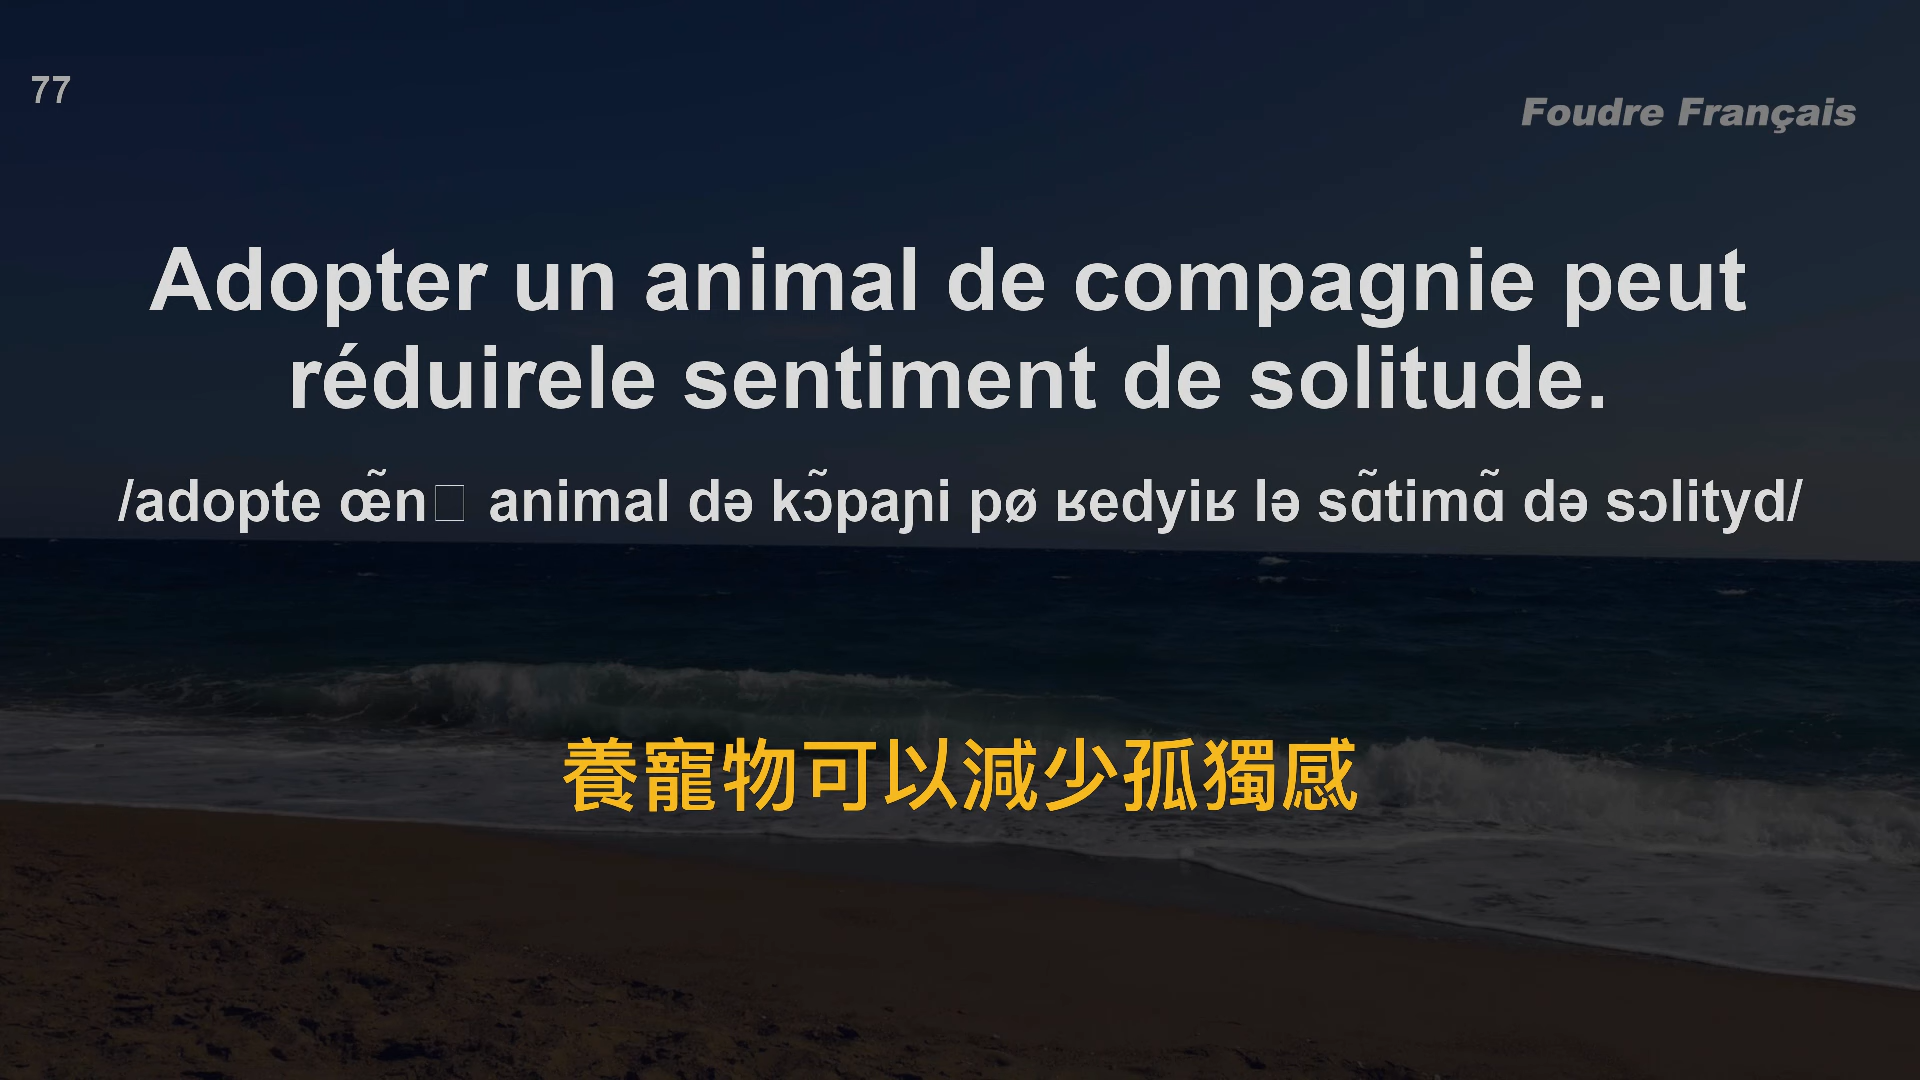 77
Foudre Français
Adopter un animal de compagnie peut
réduirele sentiment de solitude.
/adopte œ̃n□ animal də kɔ̃paɲi pø ʁedyiʁ lə sɑ̃timɑ̃ də sɔlityd/
養寵物可以減少孤獨感